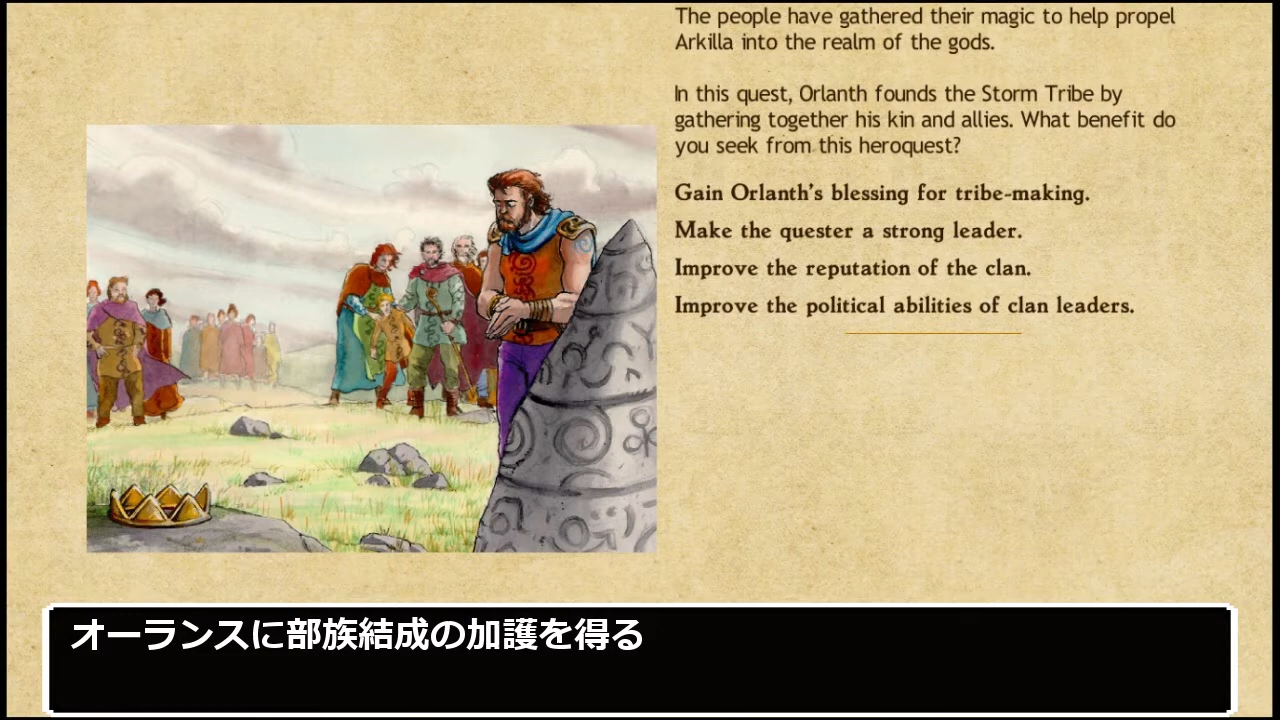 The people have gathered their magic to help propel
Arkilla into the realm of the gods.
In this quest, Orlanth founds the Storm Tribe by
gathering together his kin and allies. What benefit do
you seek from this heroquest?
Gain Orlanth's blessing for tribe-making.
Make the quester a strong leader.
Improve the reputation of the clan.
Improve the political abilities of clan leaders.
オーランスに部族結成の加護を得る